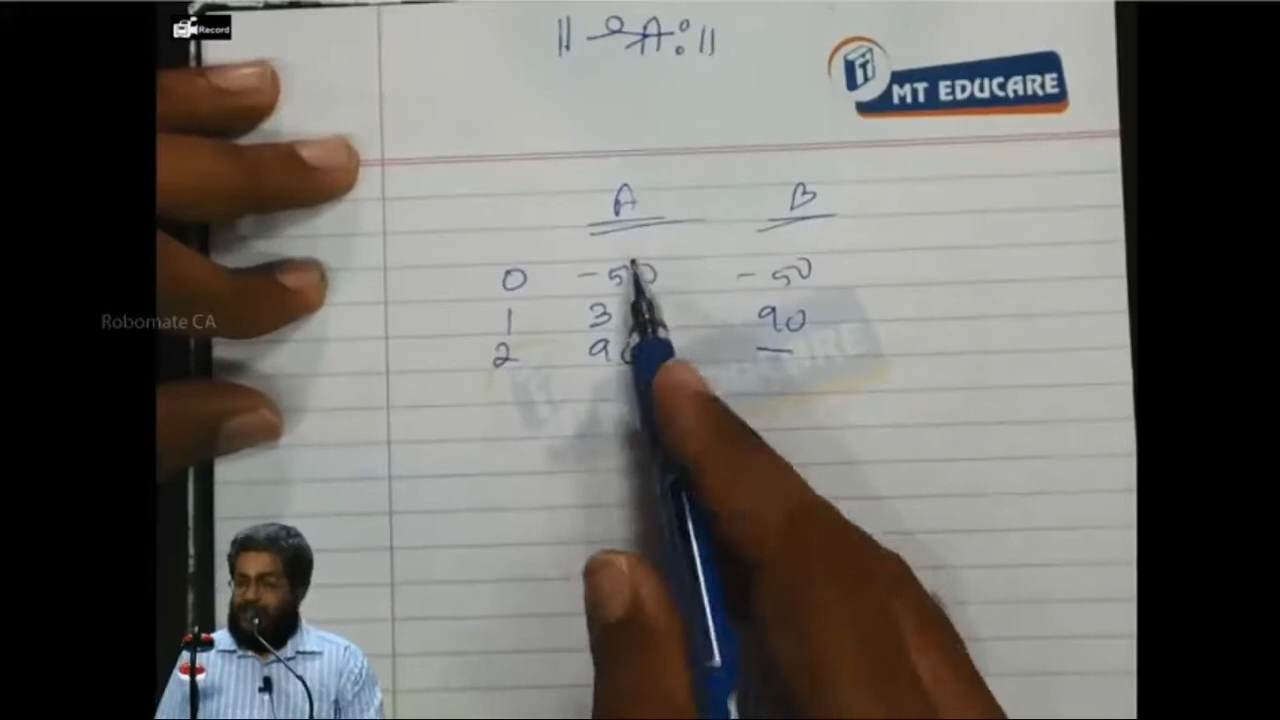 Record
MT EDUCARE
A B
0 -50 -50
1 3 90
2 90 —
Robomate CA